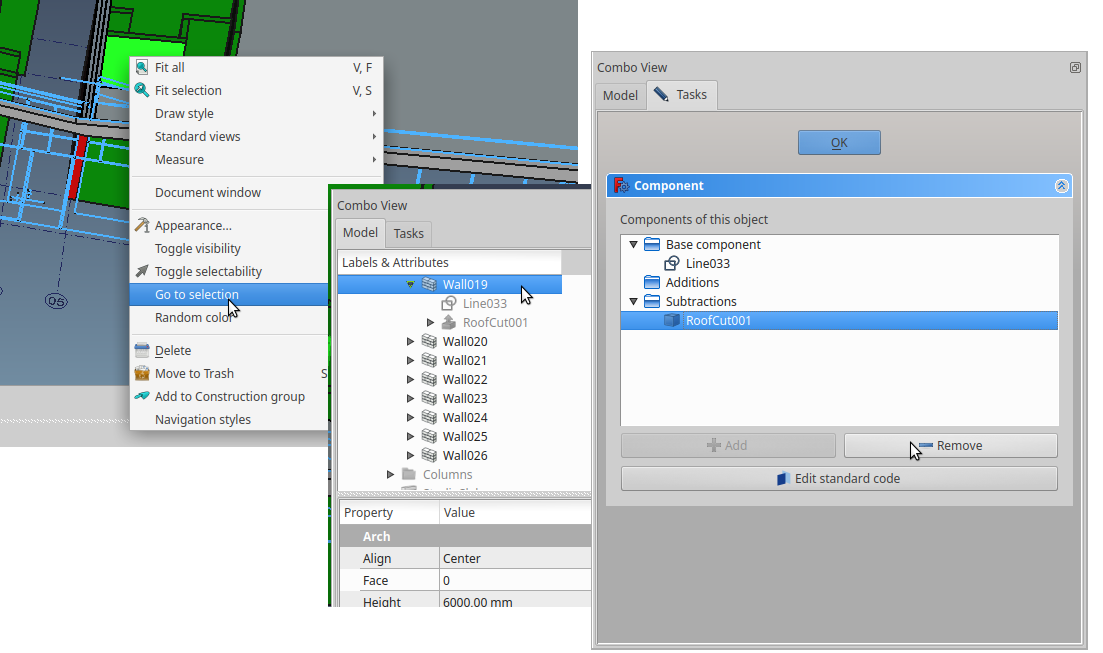 Fit all V, F
Fit selection V, S
Draw style
Standard views
Measure
Document window
Appearance...
Toggle visibility
Toggle selectability
Go to selection
Random color
Delete
Move to Trash S
Add to Construction group
Navigation styles
05
Combo View
Model Tasks
Labels & Attributes
Wall019
Line033
RoofCut001
Wall020
Wall021
Wall022
Wall023
Wall024
Wall025
Wall026
Columns
Property Value
Arch
Align Center
Face 0
Height 6000.00 mm
Combo View
Model Tasks
OK
Component
Components of this object
Base component
Line033
Additions
Subtractions
RoofCut001
Add Remove
Edit standard code